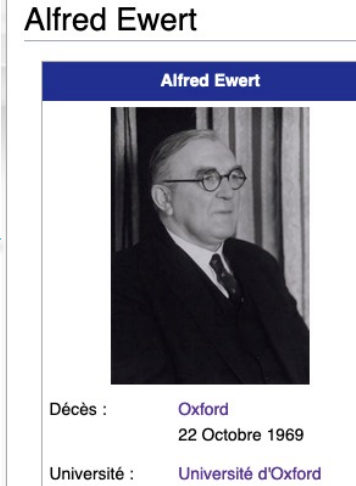 Alfred Ewert
Alfred Ewert
Décès :
Oxford
22 Octobre 1969
Université :
Université d'Oxford